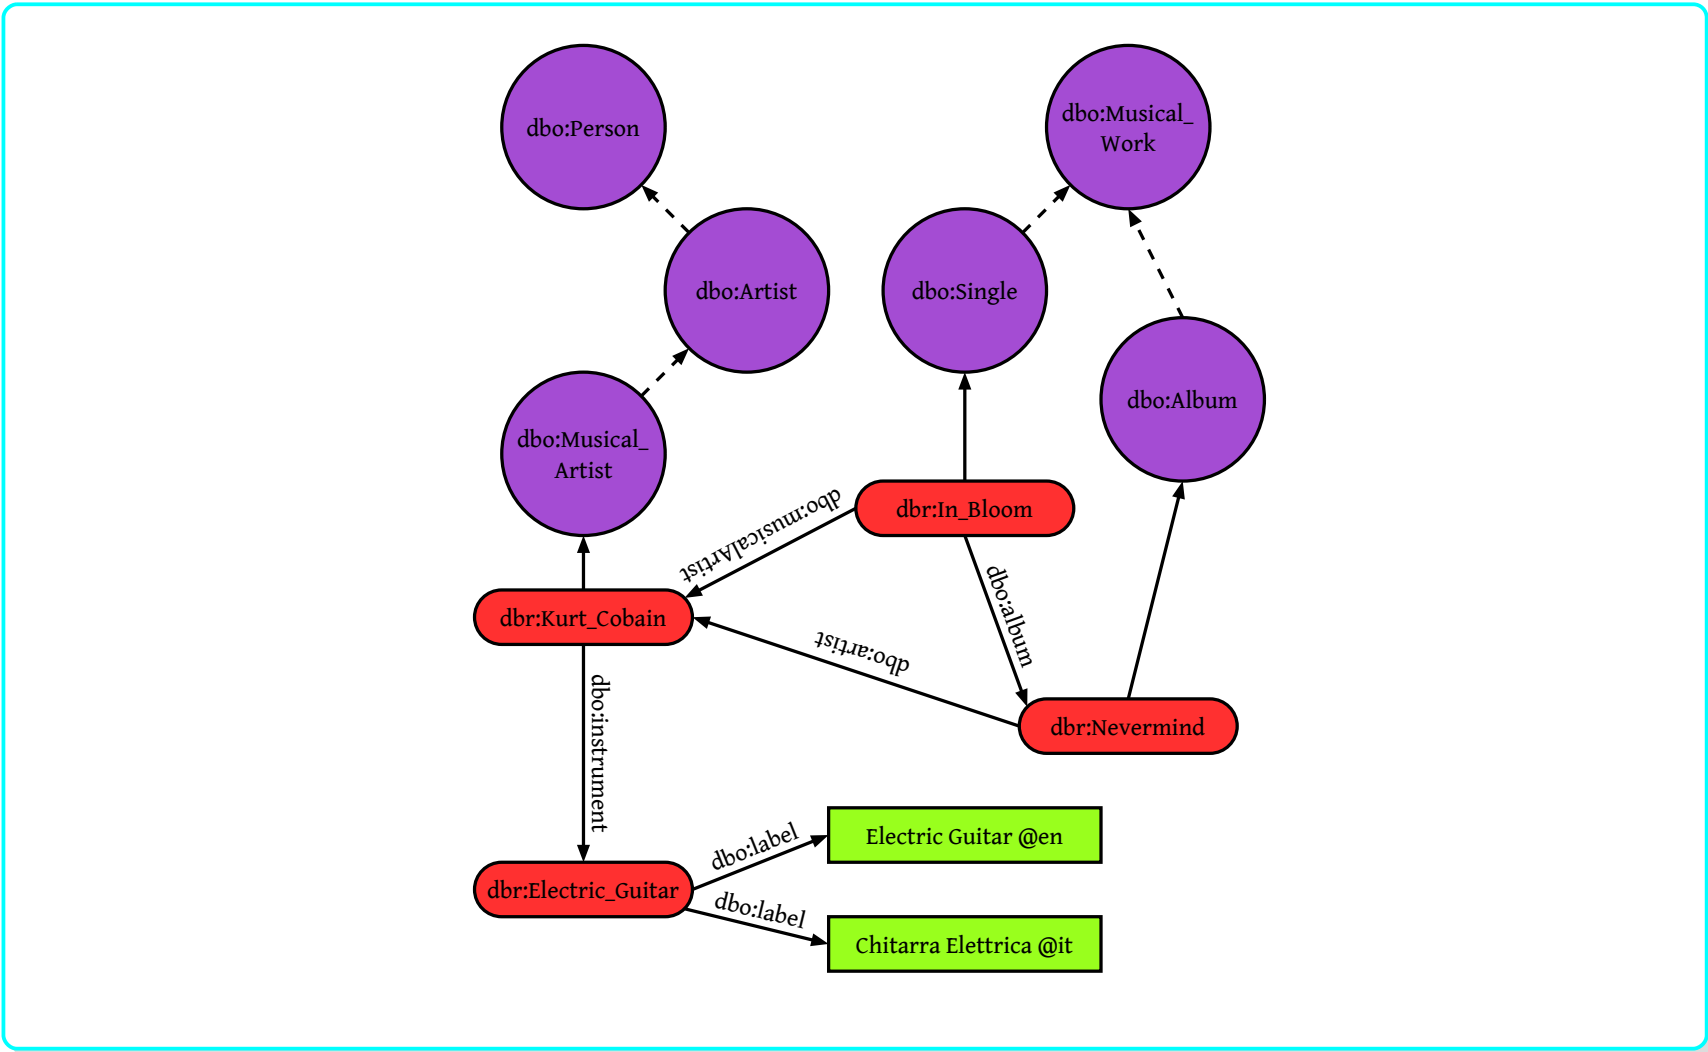 dbo:Person
dbo:Musical_
Work
dbo:Artist
dbo:Single
dbo:Album
dbo:Musical_
Artist
dbr:In_Bloom
dbo:musicalArtist
dbo:album
dbr:Kurt_Cobain
dbo:artist
dbr:Nevermind
dbo:instrument
dbo:label
Electric Guitar @en
dbr:Electric_Guitar
dbo:label
Chitarra Elettrica @it